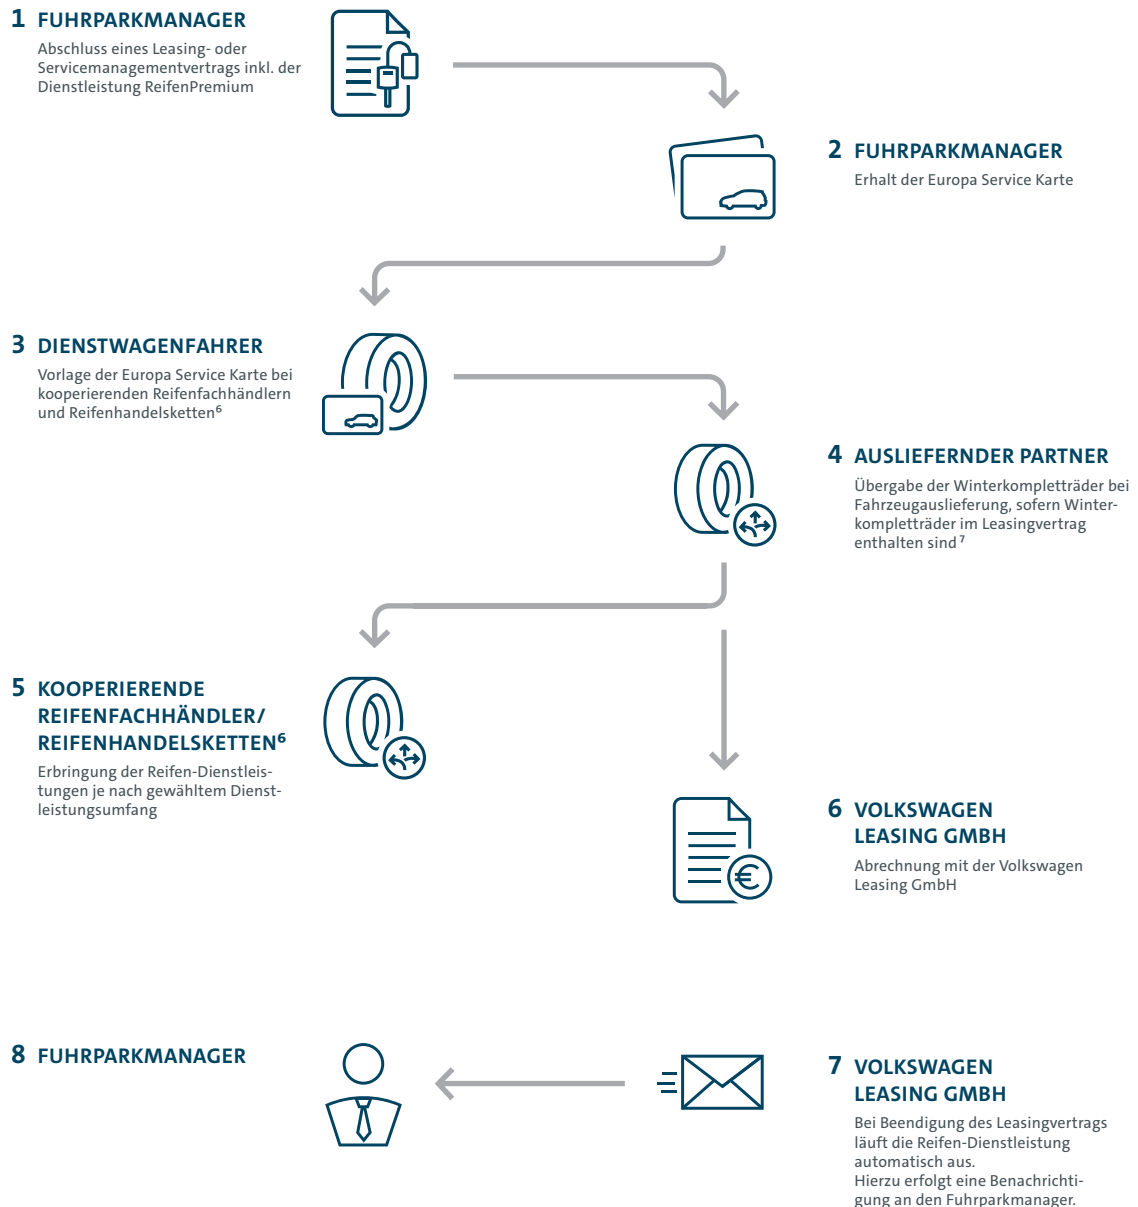 1 FUHRPARKMANAGER
Abschluss eines Leasing- oder
Servicemanagementvertrags inkl. der
Dienstleistung ReifenPremium
2 FUHRPARKMANAGER
Erhalt der Europa Service Karte
3 DIENSTWAGENFAHRER
Vorlage der Europa Service Karte bei
kooperierenden Reifenfachhändlern
und Reifenhandelsketten⁶
4 AUSLIEFERNDER PARTNER
Übergabe der Winterkompletträder bei
Fahrzeugauslieferung, sofern Winter-
kompletträder im Leasingvertrag
enthalten sind⁷
5 KOOPERIERENDE
REIFENFACHHÄNDLER/
REIFENHANDELSKETTEN⁶
Erbringung der Reifen-Dienstleis-
tungen je nach gewähltem Dienst-
leistungsumfang
6 VOLKSWAGEN
LEASING GMBH
Abrechnung mit der Volkswagen
Leasing GmbH
€
7 VOLKSWAGEN
LEASING GMBH
Bei Beendigung des Leasingvertrags
läuft die Reifen-Dienstleistung
automatisch aus.
Hierzu erfolgt eine Benachrichti-
gung an den Fuhrparkmanager.
8 FUHRPARKMANAGER